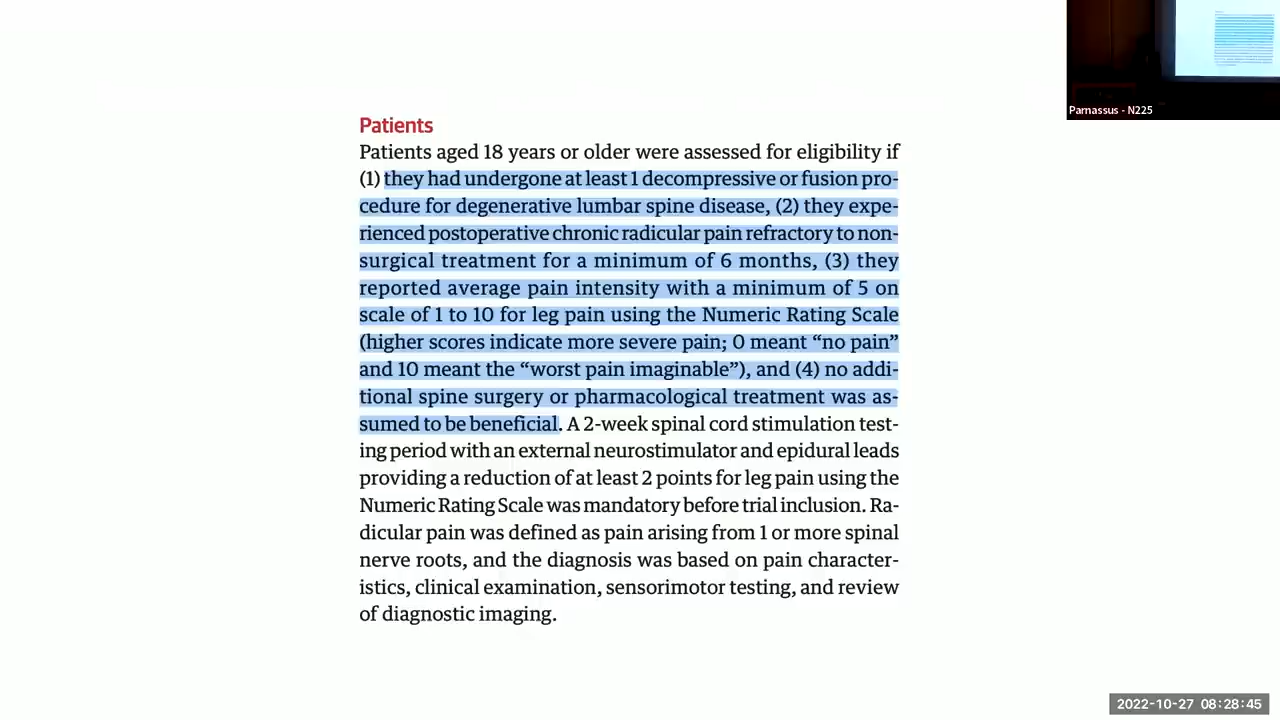 Patients
Patients aged 18 years or older were assessed for eligibility if
(1) they had undergone at least 1 decompressive or fusion pro-
cedure for degenerative lumbar spine disease, (2) they expe-
rienced postoperative chronic radicular pain refractory to non-
surgical treatment for a minimum of 6 months, (3) they
reported average pain intensity with a minimum of 5 on
scale of 1 to 10 for leg pain using the Numeric Rating Scale
(higher scores indicate more severe pain; 0 meant “no pain”
and 10 meant the “worst pain imaginable”), and (4) no addi-
tional spine surgery or pharmacological treatment was as-
sumed to be beneficial. A 2-week spinal cord stimulation test-
ing period with an external neurostimulator and epidural leads
providing a reduction of at least 2 points for leg pain using the
Numeric Rating Scale was mandatory before trial inclusion. Ra-
dicular pain was defined as pain arising from 1 or more spinal
nerve roots, and the diagnosis was based on pain character-
istics, clinical examination, sensorimotor testing, and review
of diagnostic imaging.
Parnassus - N225
2022-10-27 08:28:45